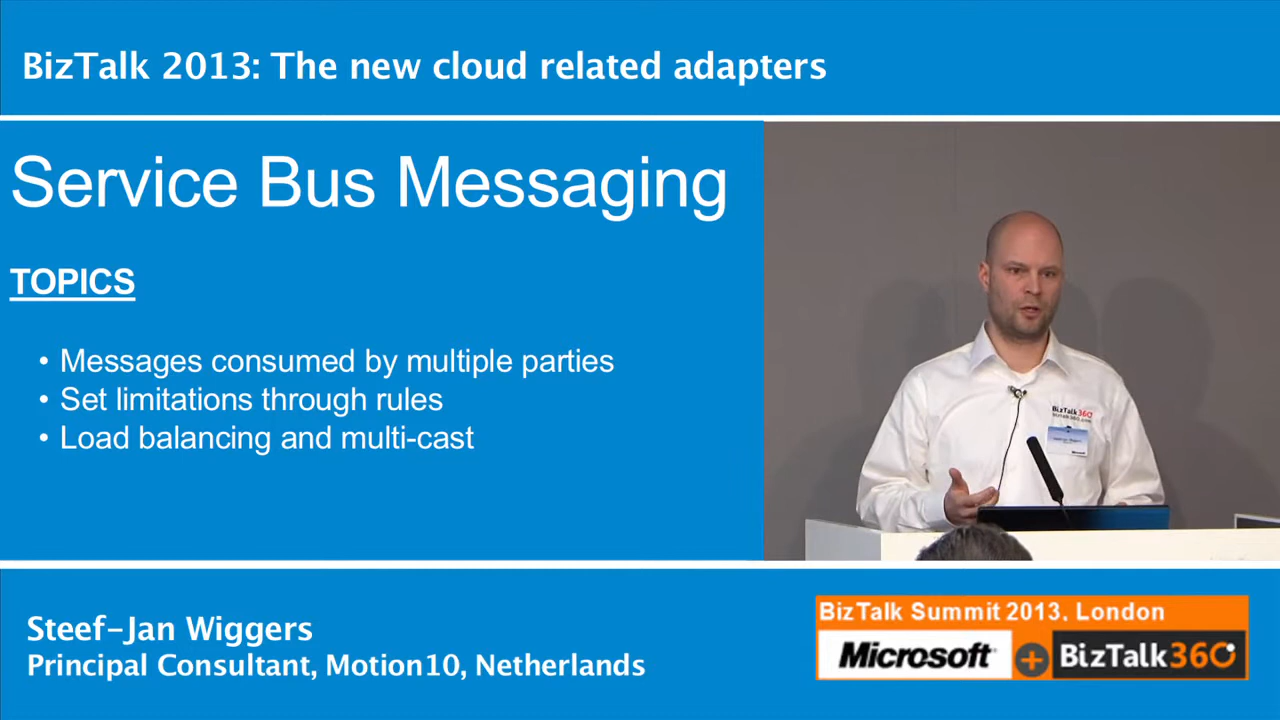 BizTalk 2013: The new cloud related adapters
Service Bus Messaging
TOPICS
• Messages consumed by multiple parties
• Set limitations through rules
• Load balancing and multi-cast
BizTalk360
Steef-Jan Wiggers
Principal Consultant, Motion10, Netherlands
BizTalk Summit 2013, London
Microsoft + BizTalk360